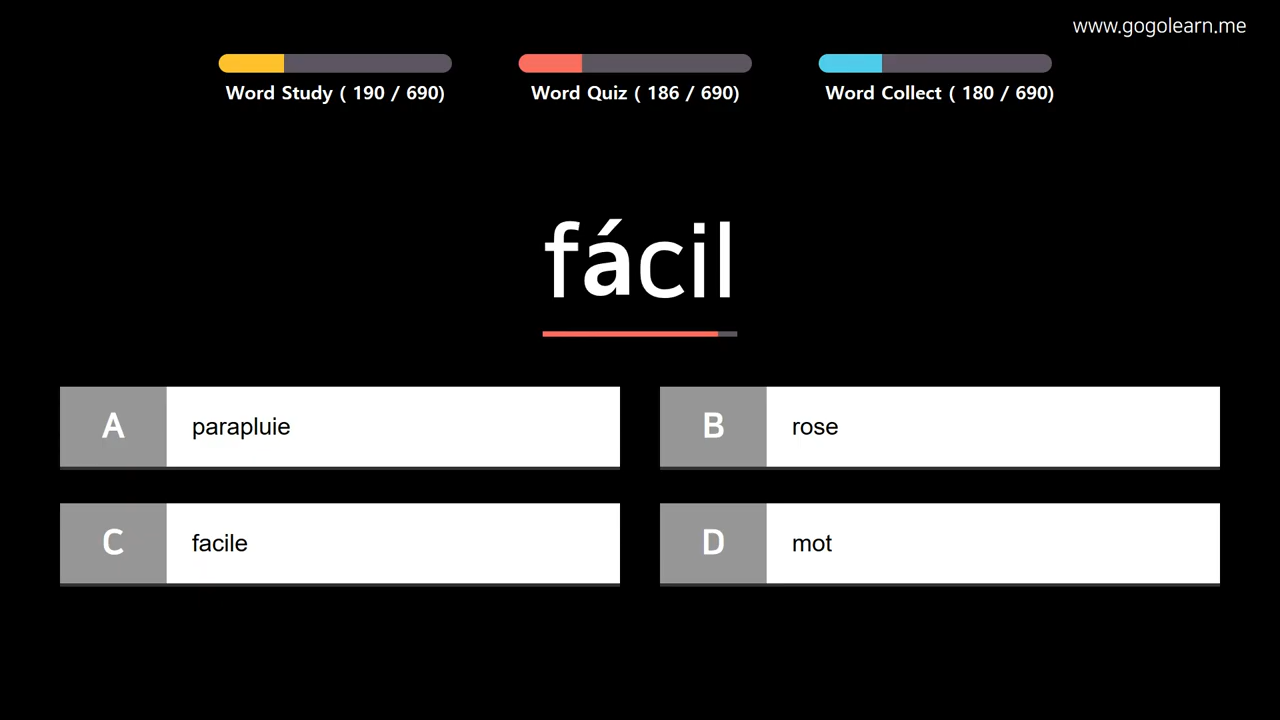 www.gogolearn.me
Word Study ( 190 / 690)
Word Quiz ( 186 / 690)
Word Collect ( 180 / 690)
fácil
A parapluie
B rose
C facile
D mot